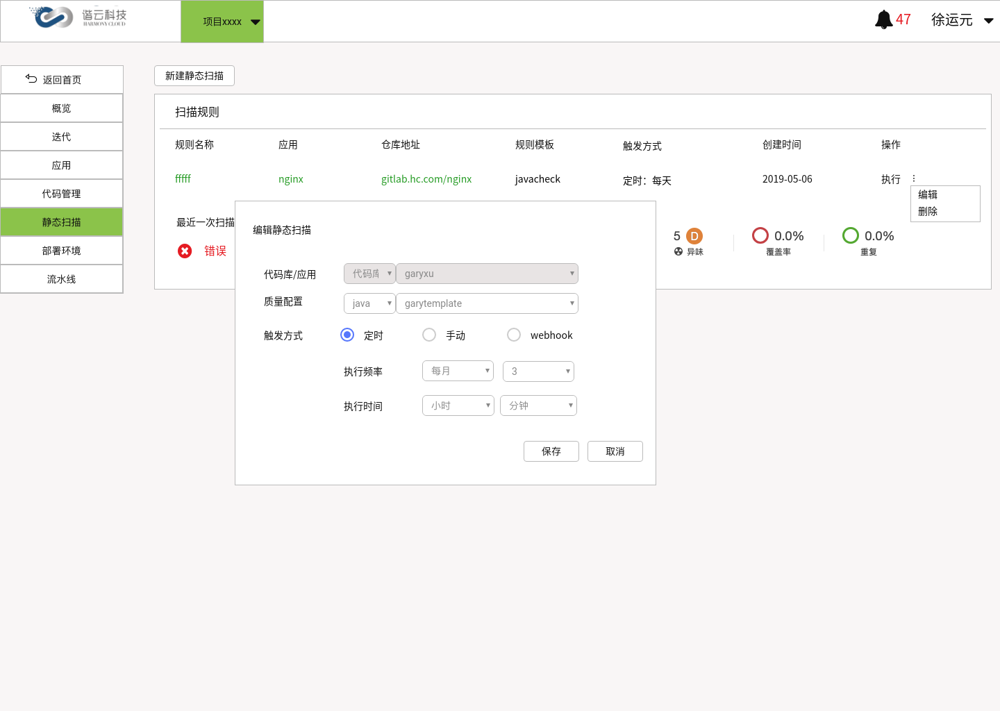 谐云科技
HARMONY CLOUD
项目xxxx
47
徐运元
返回首页
概览
迭代
应用
代码管理
静态扫描
部署环境
流水线
新建静态扫描
扫描规则
规则名称 应用 仓库地址 规则模板 触发方式 创建时间 操作
fffff nginx gitlab.hc.com/nginx javacheck 定时：每天 2019-05-06 执行
编辑
删除
最近一次扫描
错误
5 D 0.0% 0.0%
异味 覆盖率 重复
编辑静态扫描
代码库/应用 代码库 garyxu
质量配置 java garytemplate
触发方式 定时 手动 webhook
执行频率 每月 3
执行时间 小时 分钟
保存 取消